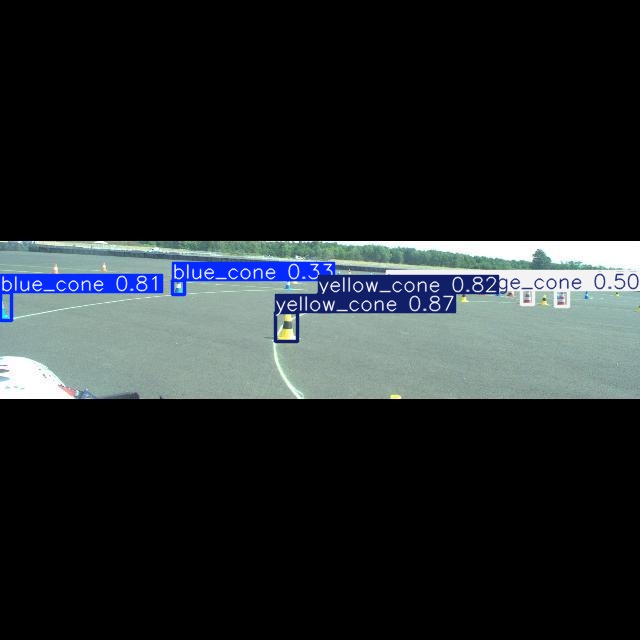 blue_cone 0.33
blue_cone 0.81
yellow_cone 0.82
ge_cone 0.50
yellow_cone 0.87